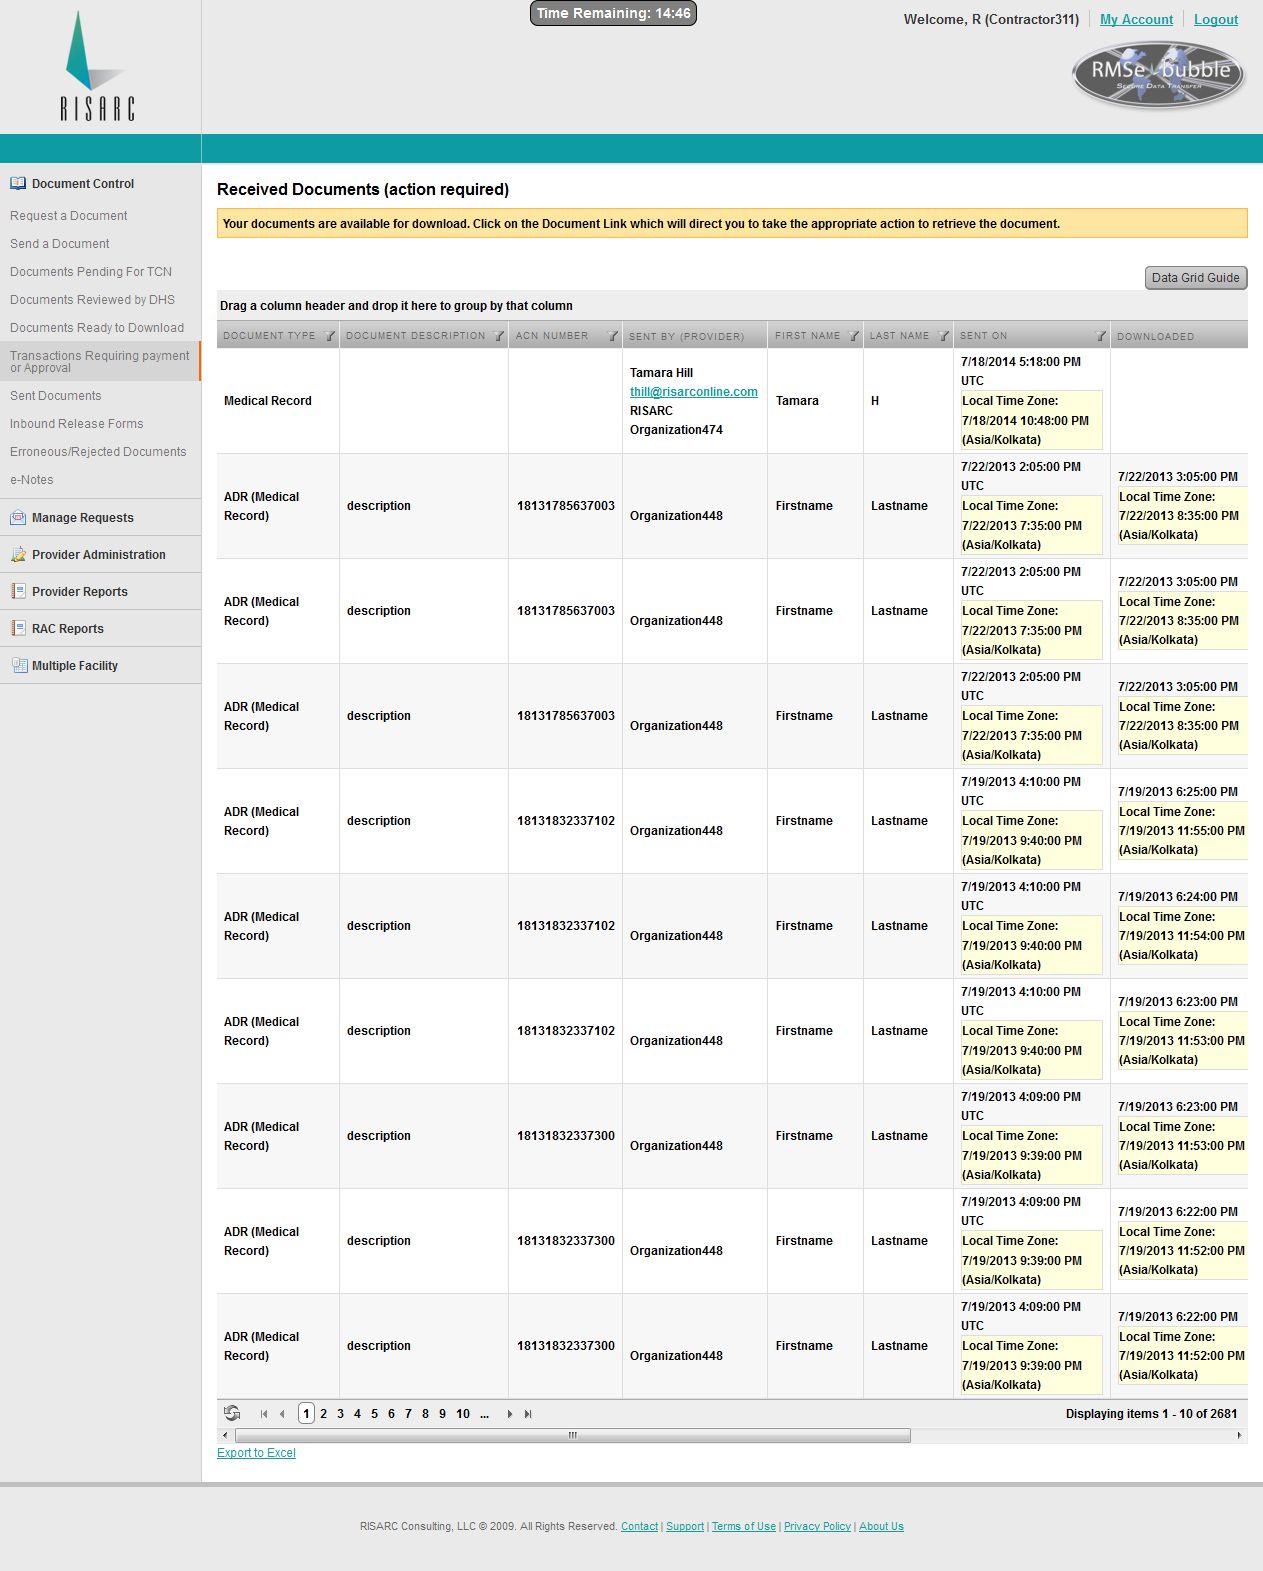 Time Remaining: 14:46
Welcome, R (Contractor311) My Account Logout
RISARC
RMSe bubble
SECURE DATA TRANSFER
Document Control
Request a Document
Send a Document
Documents Pending For TCN
Documents Reviewed by DHS
Documents Ready to Download
Transactions Requiring payment
or Approval
Sent Documents
Inbound Release Forms
Erroneous/Rejected Documents
e-Notes
Manage Requests
Provider Administration
Provider Reports
RAC Reports
Multiple Facility
Received Documents (action required)
Your documents are available for download. Click on the Document Link which will direct you to take the appropriate action to retrieve the document.
Data Grid Guide
Drag a column header and drop it here to group by that column
DOCUMENT TYPE DOCUMENT DESCRIPTION ACN NUMBER SENT BY (PROVIDER) FIRST NAME LAST NAME SENT ON DOWNLOADED
Medical Record
Tamara Hill
thill@risarconline.com
RISARC
Organization474
Tamara
H
7/18/2014 5:18:00 PM
UTC
Local Time Zone:
7/18/2014 10:48:00 PM
(Asia/Kolkata)
ADR (Medical
Record)
description
18131785637003
Organization448
Firstname
Lastname
7/22/2013 2:05:00 PM
UTC
Local Time Zone:
7/22/2013 7:35:00 PM
(Asia/Kolkata)
7/22/2013 3:05:00 PM
Local Time Zone:
7/22/2013 8:35:00 PM
(Asia/Kolkata)
ADR (Medical
Record)
description
18131785637003
Organization448
Firstname
Lastname
7/22/2013 2:05:00 PM
UTC
Local Time Zone:
7/22/2013 7:35:00 PM
(Asia/Kolkata)
7/22/2013 3:05:00 PM
Local Time Zone:
7/22/2013 8:35:00 PM
(Asia/Kolkata)
ADR (Medical
Record)
description
18131785637003
Organization448
Firstname
Lastname
7/22/2013 2:05:00 PM
UTC
Local Time Zone:
7/22/2013 7:35:00 PM
(Asia/Kolkata)
7/22/2013 3:05:00 PM
Local Time Zone:
7/22/2013 8:35:00 PM
(Asia/Kolkata)
ADR (Medical
Record)
description
18131832337102
Organization448
Firstname
Lastname
7/19/2013 4:10:00 PM
UTC
Local Time Zone:
7/19/2013 9:40:00 PM
(Asia/Kolkata)
7/19/2013 6:25:00 PM
Local Time Zone:
7/19/2013 11:55:00 PM
(Asia/Kolkata)
ADR (Medical
Record)
description
18131832337102
Organization448
Firstname
Lastname
7/19/2013 4:10:00 PM
UTC
Local Time Zone:
7/19/2013 9:40:00 PM
(Asia/Kolkata)
7/19/2013 6:24:00 PM
Local Time Zone:
7/19/2013 11:54:00 PM
(Asia/Kolkata)
ADR (Medical
Record)
description
18131832337102
Organization448
Firstname
Lastname
7/19/2013 4:10:00 PM
UTC
Local Time Zone:
7/19/2013 9:40:00 PM
(Asia/Kolkata)
7/19/2013 6:23:00 PM
Local Time Zone:
7/19/2013 11:53:00 PM
(Asia/Kolkata)
ADR (Medical
Record)
description
18131832337300
Organization448
Firstname
Lastname
7/19/2013 4:09:00 PM
UTC
Local Time Zone:
7/19/2013 9:39:00 PM
(Asia/Kolkata)
7/19/2013 6:23:00 PM
Local Time Zone:
7/19/2013 11:53:00 PM
(Asia/Kolkata)
ADR (Medical
Record)
description
18131832337300
Organization448
Firstname
Lastname
7/19/2013 4:09:00 PM
UTC
Local Time Zone:
7/19/2013 9:39:00 PM
(Asia/Kolkata)
7/19/2013 6:22:00 PM
Local Time Zone:
7/19/2013 11:52:00 PM
(Asia/Kolkata)
ADR (Medical
Record)
description
18131832337300
Organization448
Firstname
Lastname
7/19/2013 4:09:00 PM
UTC
Local Time Zone:
7/19/2013 9:39:00 PM
(Asia/Kolkata)
7/19/2013 6:22:00 PM
Local Time Zone:
7/19/2013 11:52:00 PM
(Asia/Kolkata)
1 2 3 4 5 6 7 8 9 10 ... Displaying items 1 - 10 of 2681
Export to Excel
RISARC Consulting, LLC © 2009. All Rights Reserved. Contact | Support | Terms of Use | Privacy Policy | About Us